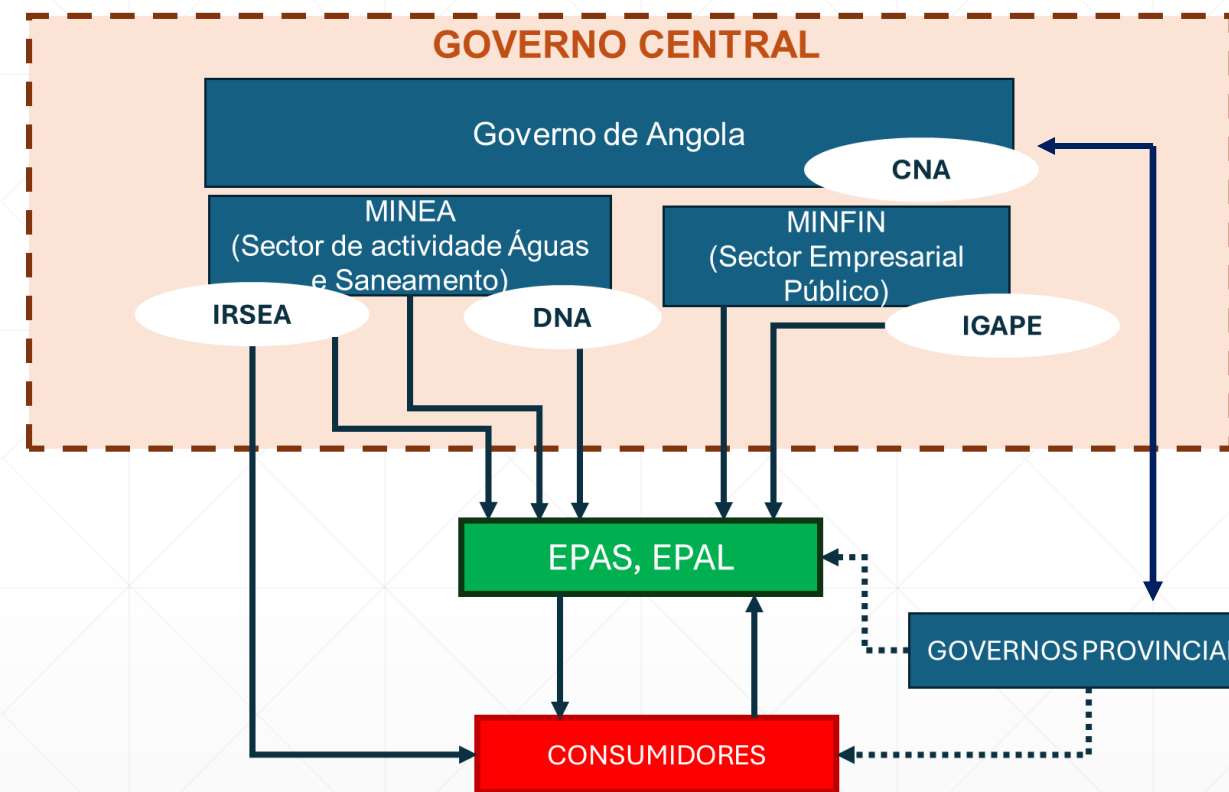 GOVERNO CENTRAL
Governo de Angola
CNA
MINEA
(Sector de actividade Águas
e Saneamento)
MINFIN
(Sector Empresarial
Público)
IRSEA
DNA
IGAPE
EPAS, EPAL
GOVERNOS PROVINCIAI
CONSUMIDORES